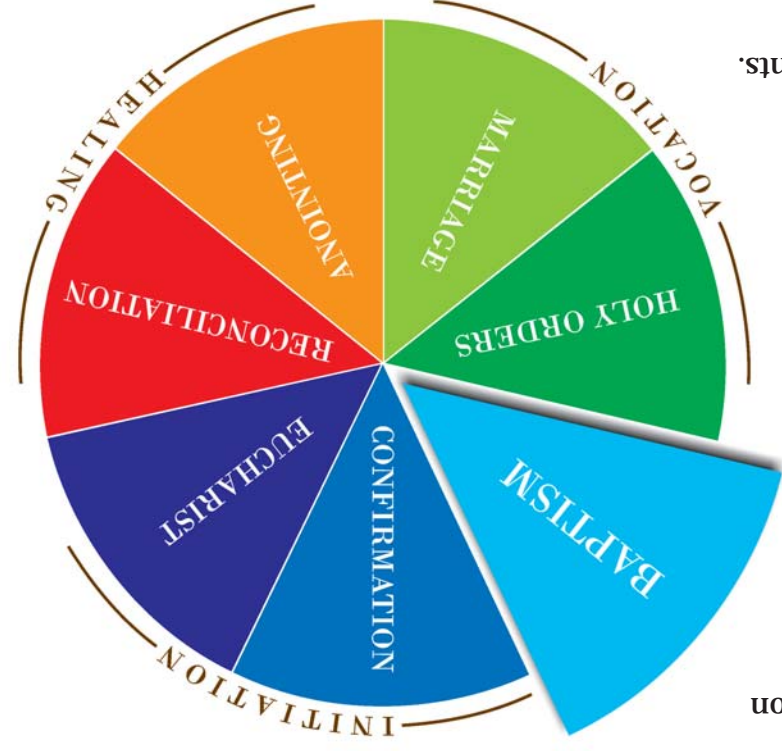 on
BAPTISM
CONFIRMATION
EUCHARIST
INITIATION
HOLY ORDERS
RECONCILIATION
MARRIAGE
ANOINTING
VOCATION
HEALING
nts.